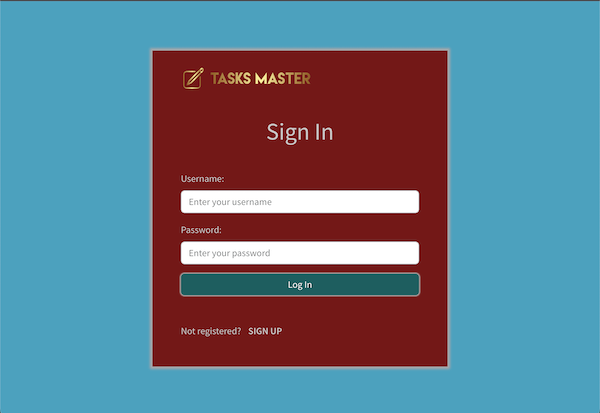 TASKS MASTER
Sign In
Username:
Enter your username
Password:
Enter your password
Log In
Not registered? SIGN UP